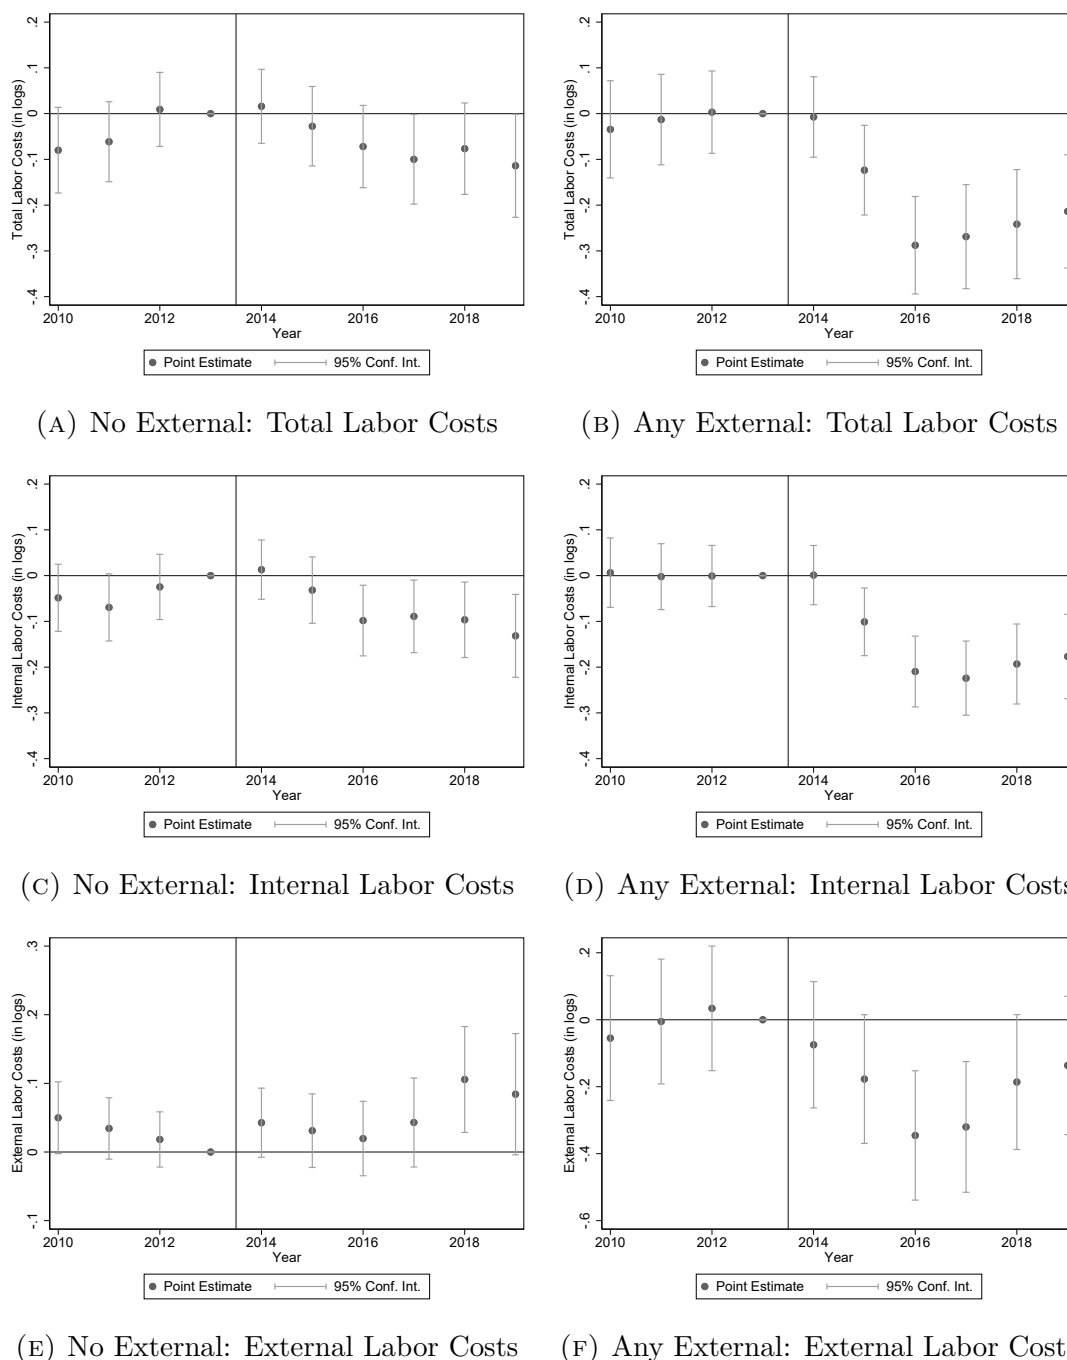 .2
.1
0
-.1
-.2
-.3
-.4
Total Labor Costs (in logs)
2010 2012 2014 2016 2018
Year
Point Estimate 95% Conf. Int.
(A) No External: Total Labor Costs
.2
.1
0
-.1
-.2
-.3
-.4
Total Labor Costs (in logs)
2010 2012 2014 2016 2018
Year
Point Estimate 95% Conf. Int.
(B) Any External: Total Labor Costs
.2
.1
0
-.1
-.2
-.3
-.4
Internal Labor Costs (in logs)
2010 2012 2014 2016 2018
Year
Point Estimate 95% Conf. Int.
(C) No External: Internal Labor Costs
.2
.1
0
-.1
-.2
-.3
-.4
Internal Labor Costs (in logs)
2010 2012 2014 2016 2018
Year
Point Estimate 95% Conf. Int.
(D) Any External: Internal Labor Costs
.3
.2
.1
0
-.1
External Labor Costs (in logs)
2010 2012 2014 2016 2018
Year
Point Estimate 95% Conf. Int.
(E) No External: External Labor Costs
.2
0
-.2
-.4
-.6
External Labor Costs (in logs)
2010 2012 2014 2016 2018
Year
Point Estimate 95% Conf. Int.
(F) Any External: External Labor Cost